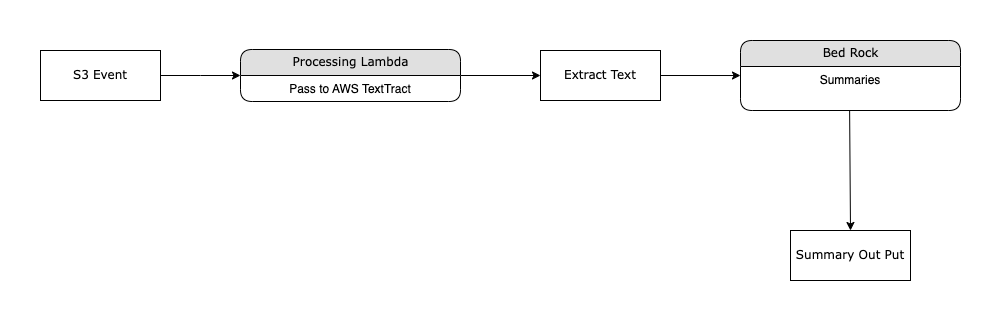 S3 Event
Processing Lambda
Pass to AWS TextTract
Extract Text
Bed Rock
Summaries
Summary Out Put